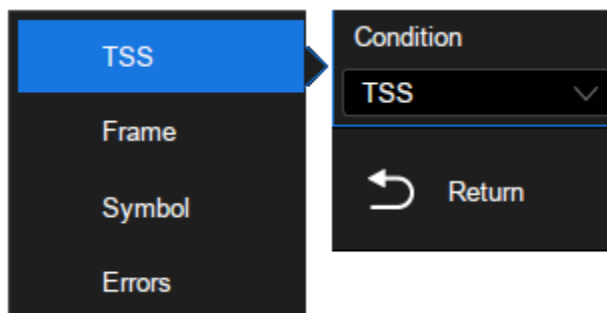 TSS
Frame
Symbol
Errors
Condition
TSS
Return